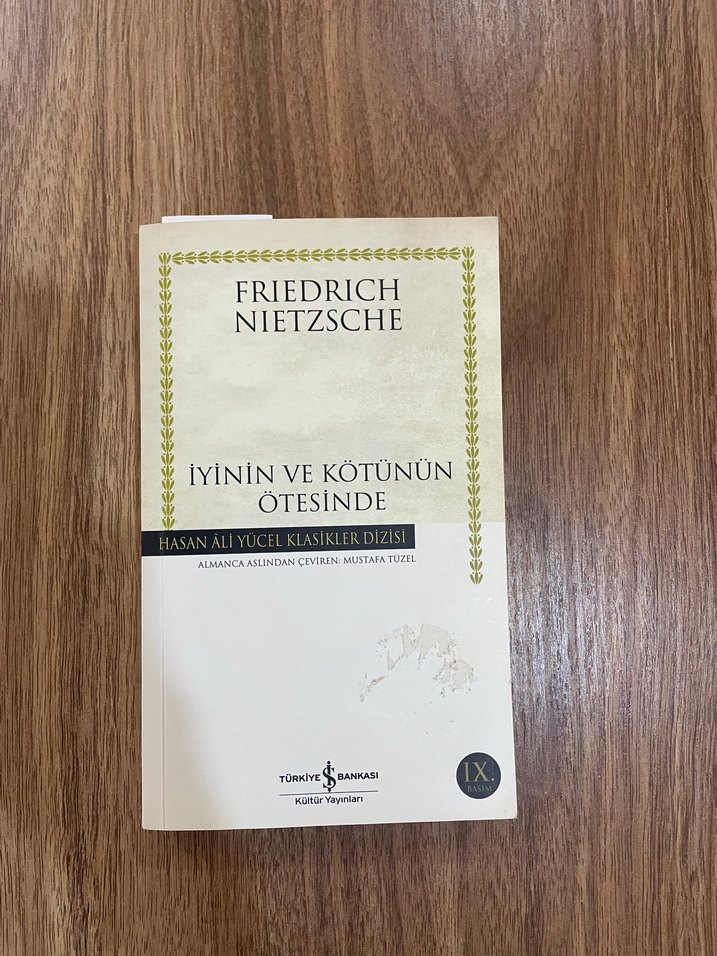 FRIEDRICH
NIETZSCHE
İYİNİN VE KÖTÜNÜN
ÖTESİNDE
HASAN ÂLİ YÜCEL KLASİKLER DİZİSİ
ALMANCA ASLINDAN ÇEVİREN: MUSTAFA TÜZEL
IX.
BASIM
TÜRKİYE İŞ BANKASI
Kültür Yayınları